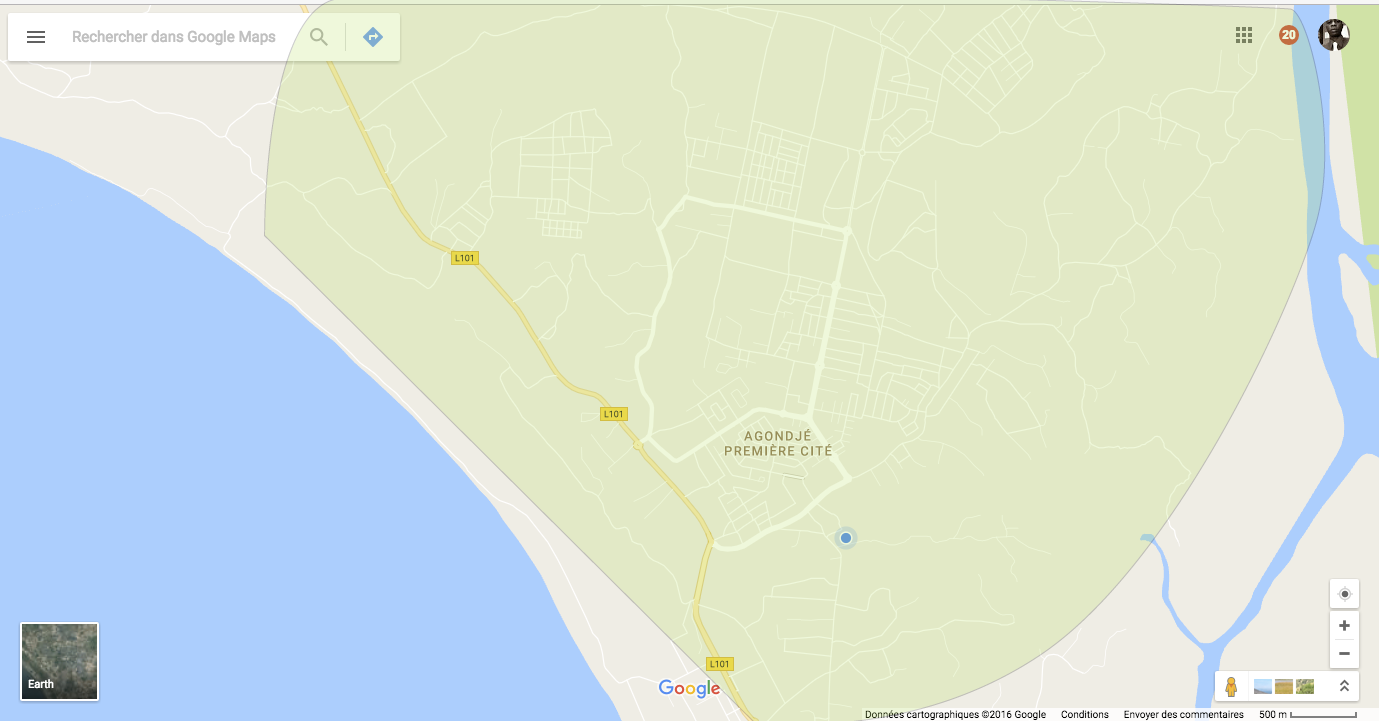 Rechercher dans Google Maps
20
L101
L101
AGONDJÉ
PREMIÈRE CITÉ
L101
Earth
Google
Données cartographiques ©2016 Google Conditions Envoyer des commentaires 500 m